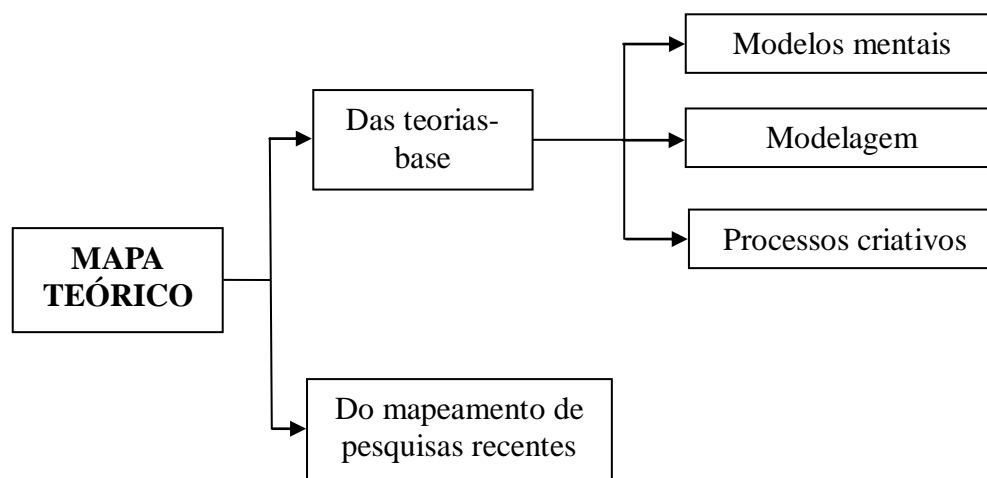 MAPA
TEÓRICO
Das teorias-
base
Modelos mentais
Modelagem
Processos criativos
Do mapeamento de
pesquisas recentes